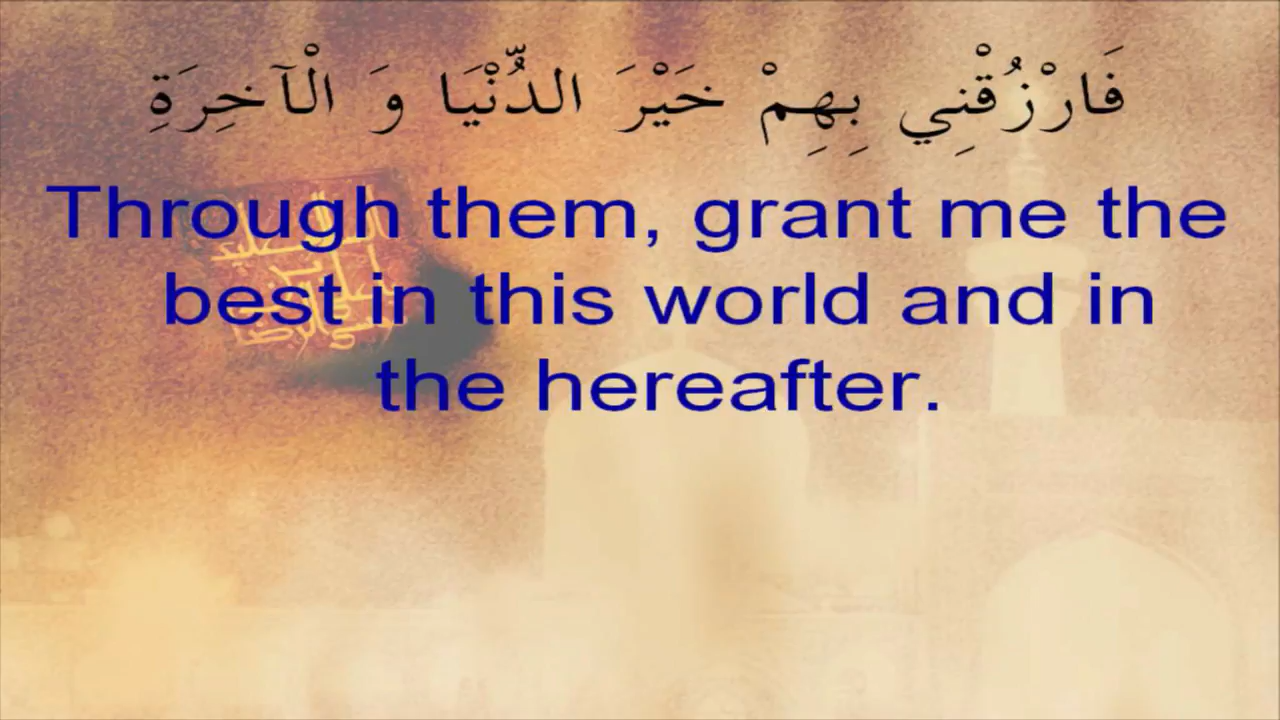 فَارْزُقْنِي بِهِمْ خَيْرَ الدُّنْيَا وَ الْآخِرَةِ
Through them, grant me the
best in this world and in
the hereafter.